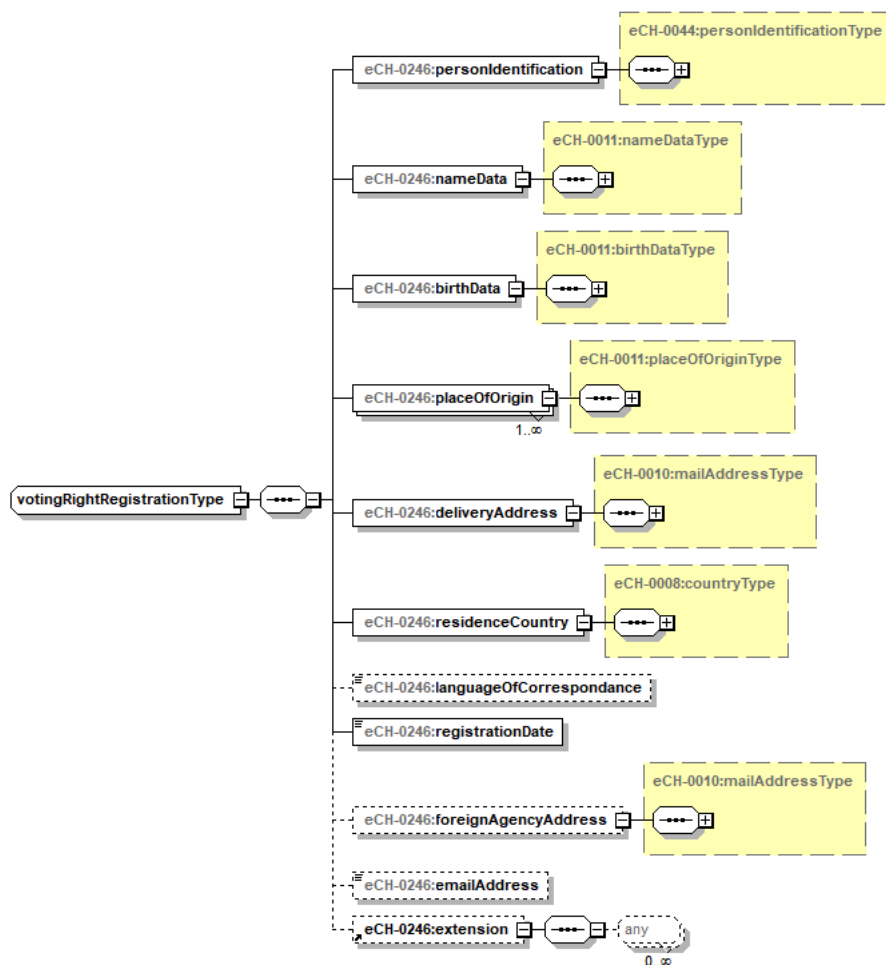 eCH-0044:personIdentificationType
eCH-0246:personIdentification
eCH-0011:nameDataType
eCH-0246:nameData
eCH-0011:birthDataType
eCH-0246:birthData
eCH-0011:placeOfOriginType
eCH-0246:placeOfOrigin
1..∞
eCH-0010:mailAddressType
votingRightRegistrationType
eCH-0246:deliveryAddress
eCH-0008:countryType
eCH-0246:residenceCountry
eCH-0246:languageOfCorrespondance
eCH-0246:registrationDate
eCH-0010:mailAddressType
eCH-0246:foreignAgencyAddress
eCH-0246:emailAddress
eCH-0246:extension
any
0..∞